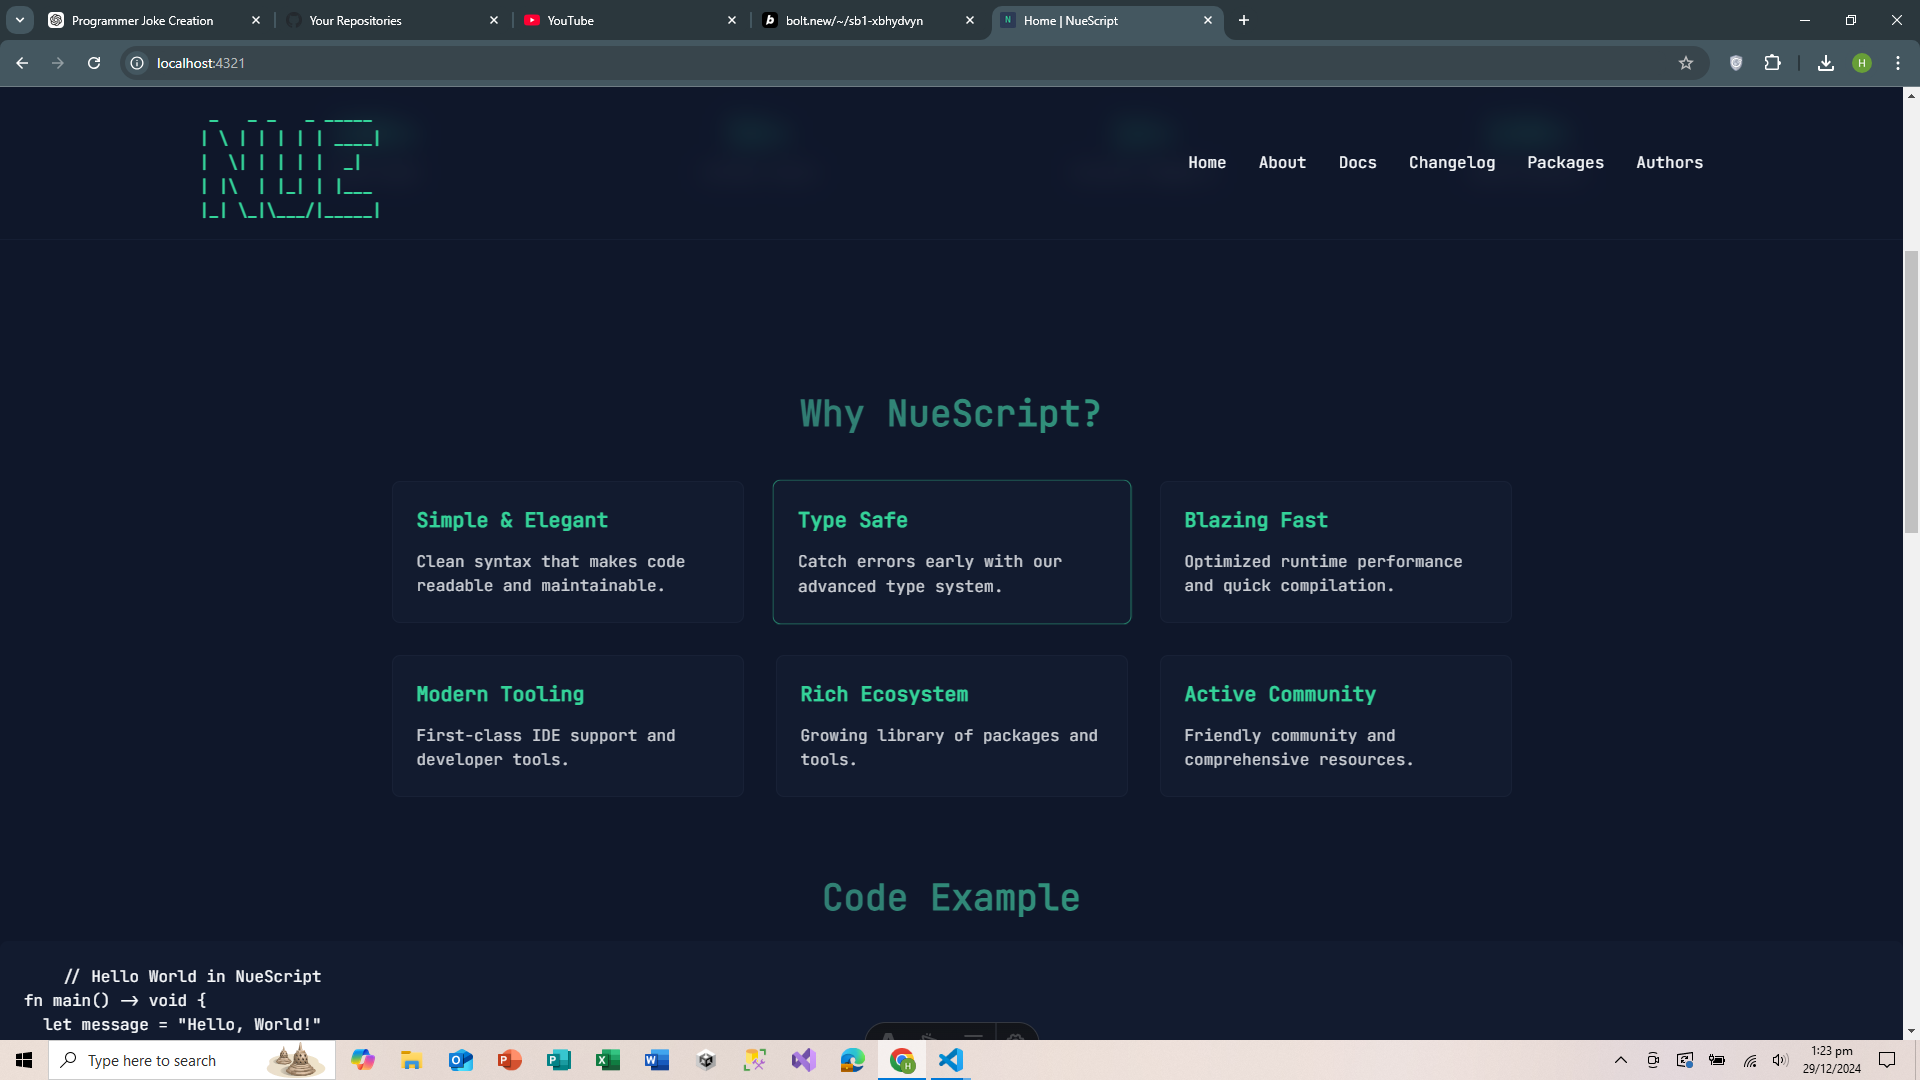 Programmer Joke Creation
Your Repositories
YouTube
bolt.new/~/sb1-xbhydvyn
Home | NueScript
localhost:4321
H
 _   _ _   _ _____
| \ | | | | | ____|
|  \| | | | |  _|
| |\  | |_| | |___
|_| \_|\___/|_____|
Home About Docs Changelog Packages Authors
Why NueScript?
Simple & Elegant
Clean syntax that makes code
readable and maintainable.
Type Safe
Catch errors early with our
advanced type system.
Blazing Fast
Optimized runtime performance
and quick compilation.
Modern Tooling
First-class IDE support and
developer tools.
Rich Ecosystem
Growing library of packages and
tools.
Active Community
Friendly community and
comprehensive resources.
Code Example
// Hello World in NueScript
fn main() -> void {
let message = "Hello, World!"
Type here to search
1:23 pm
29/12/2024